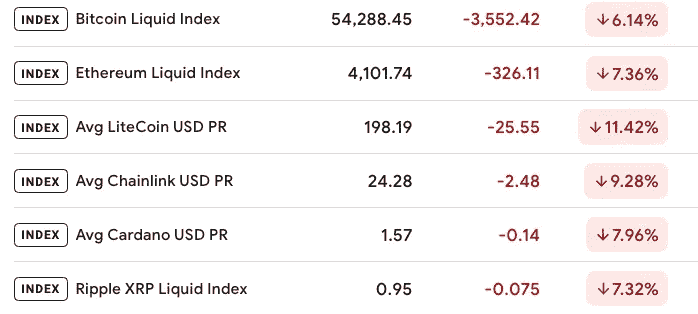 INDEX Bitcoin Liquid Index 54,288.45 -3,552.42 ↓6.14%
INDEX Ethereum Liquid Index 4,101.74 -326.11 ↓7.36%
INDEX Avg LiteCoin USD PR 198.19 -25.55 ↓11.42%
INDEX Avg Chainlink USD PR 24.28 -2.48 ↓9.28%
INDEX Avg Cardano USD PR 1.57 -0.14 ↓7.96%
INDEX Ripple XRP Liquid Index 0.95 -0.075 ↓7.32%